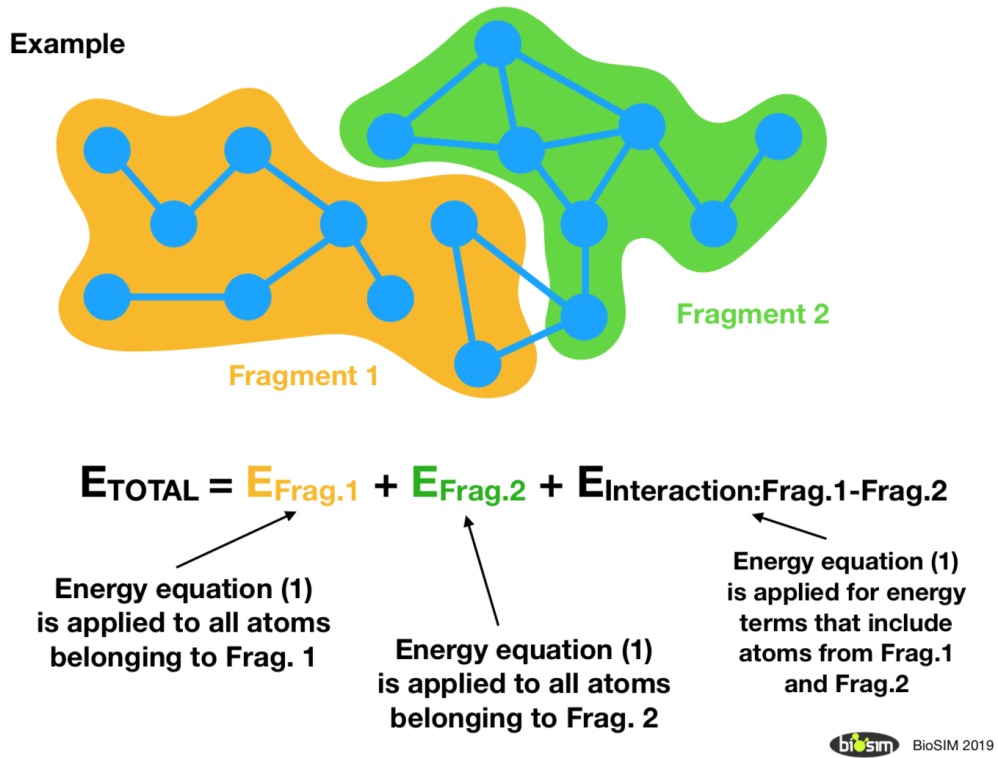 Example
Fragment 2
Fragment 1
ETOTAL = EFrag.1 + EFrag.2 + EInteraction:Frag.1-Frag.2
Energy equation (1)
is applied to all atoms
belonging to Frag. 1
Energy equation (1)
is applied to all atoms
belonging to Frag. 2
Energy equation (1)
is applied for energy
terms that include
atoms from Frag.1
and Frag.2
biosim BioSIM 2019